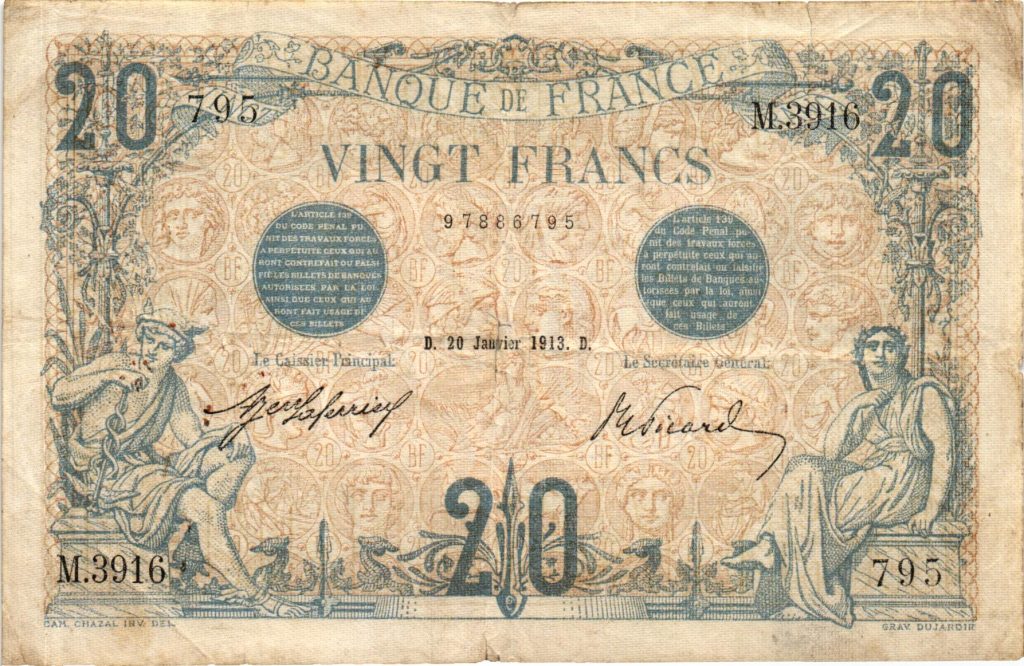 BANQUE DE FRANCE
20
20
795
M.3916
VINGT FRANCS
97886795
L'ARTICLE 139
DU CODE PENAL PU-
NIT DES TRAVAUX FORCES
A PERPÉTUITE CEUX QUI AU-
RONT CONTREFAIT OU FALSI-
FIÉ LES BILLETS DE BANQUES
AUTORISÉES PAR LA LOI,
AINSI QUE CEUX QUI AU-
RONT FAIT USAGE DE
CES BILLETS
L'article 139
du Code Pénal pu-
nit des travaux forcés
à perpétuité ceux qui au-
ront contrefait ou falsifié
les Billets de Banques au-
torisées par la loi, ainsi
que ceux qui auront
fait usage de
ces Billets
D. 20 Janvier 1913. D.
Le Caissier Principal.
Le Secrétaire Général.
Picard
20
M.3916
795
CAM. CHAZAL INV. DEL.
GRAV. DUJARDIN